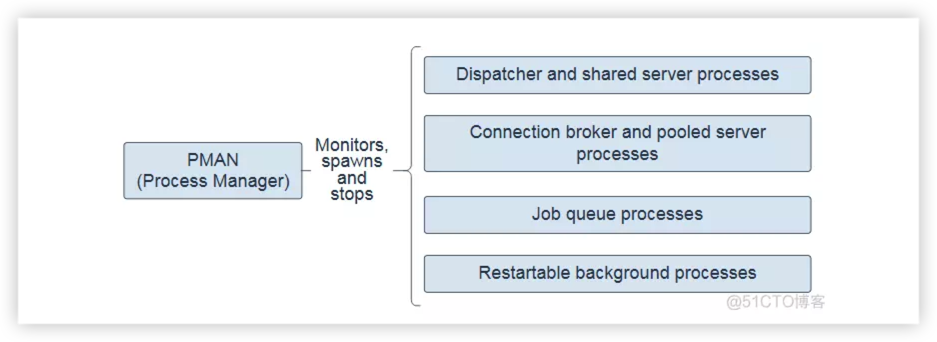 PMAN
(Process Manager)
Monitors,
spawns
and
stops
Dispatcher and shared server processes
Connection broker and pooled server
processes
Job queue processes
Restartable background processes
@51CTO博客